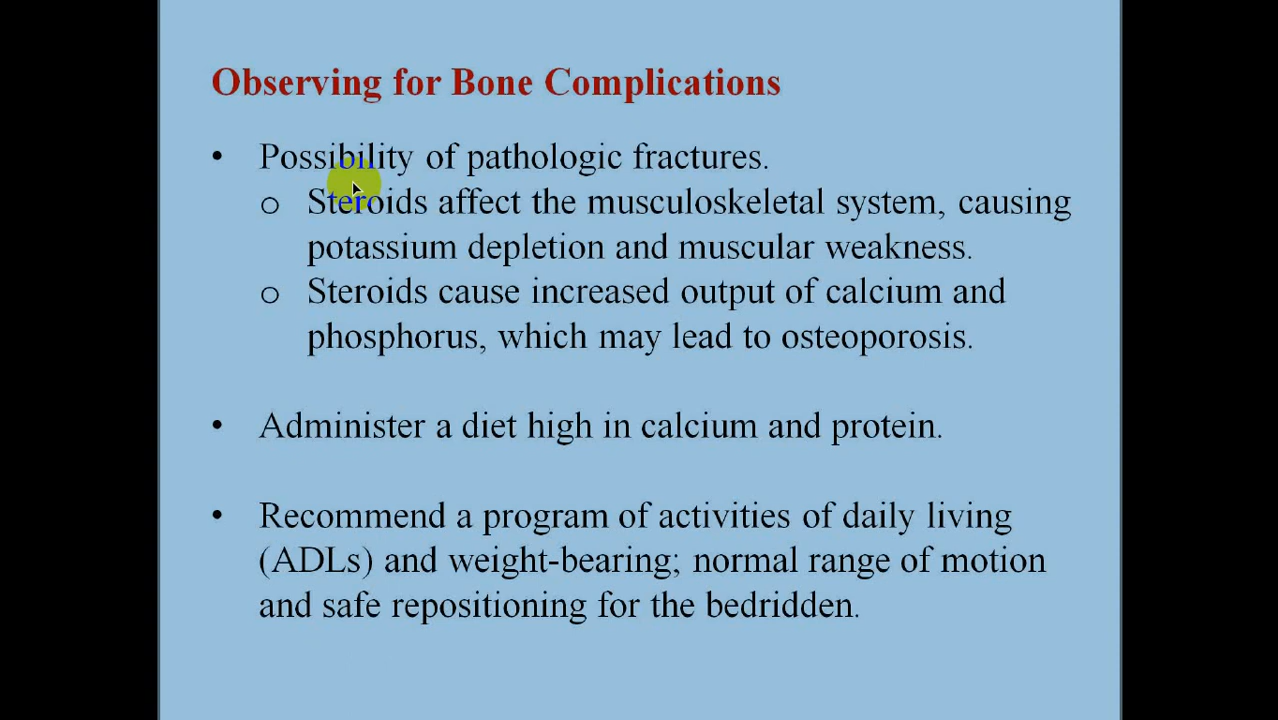 Observing for Bone Complications
• Possibility of pathologic fractures.
o Steroids affect the musculoskeletal system, causing
potassium depletion and muscular weakness.
o Steroids cause increased output of calcium and
phosphorus, which may lead to osteoporosis.
• Administer a diet high in calcium and protein.
• Recommend a program of activities of daily living
(ADLs) and weight-bearing; normal range of motion
and safe repositioning for the bedridden.